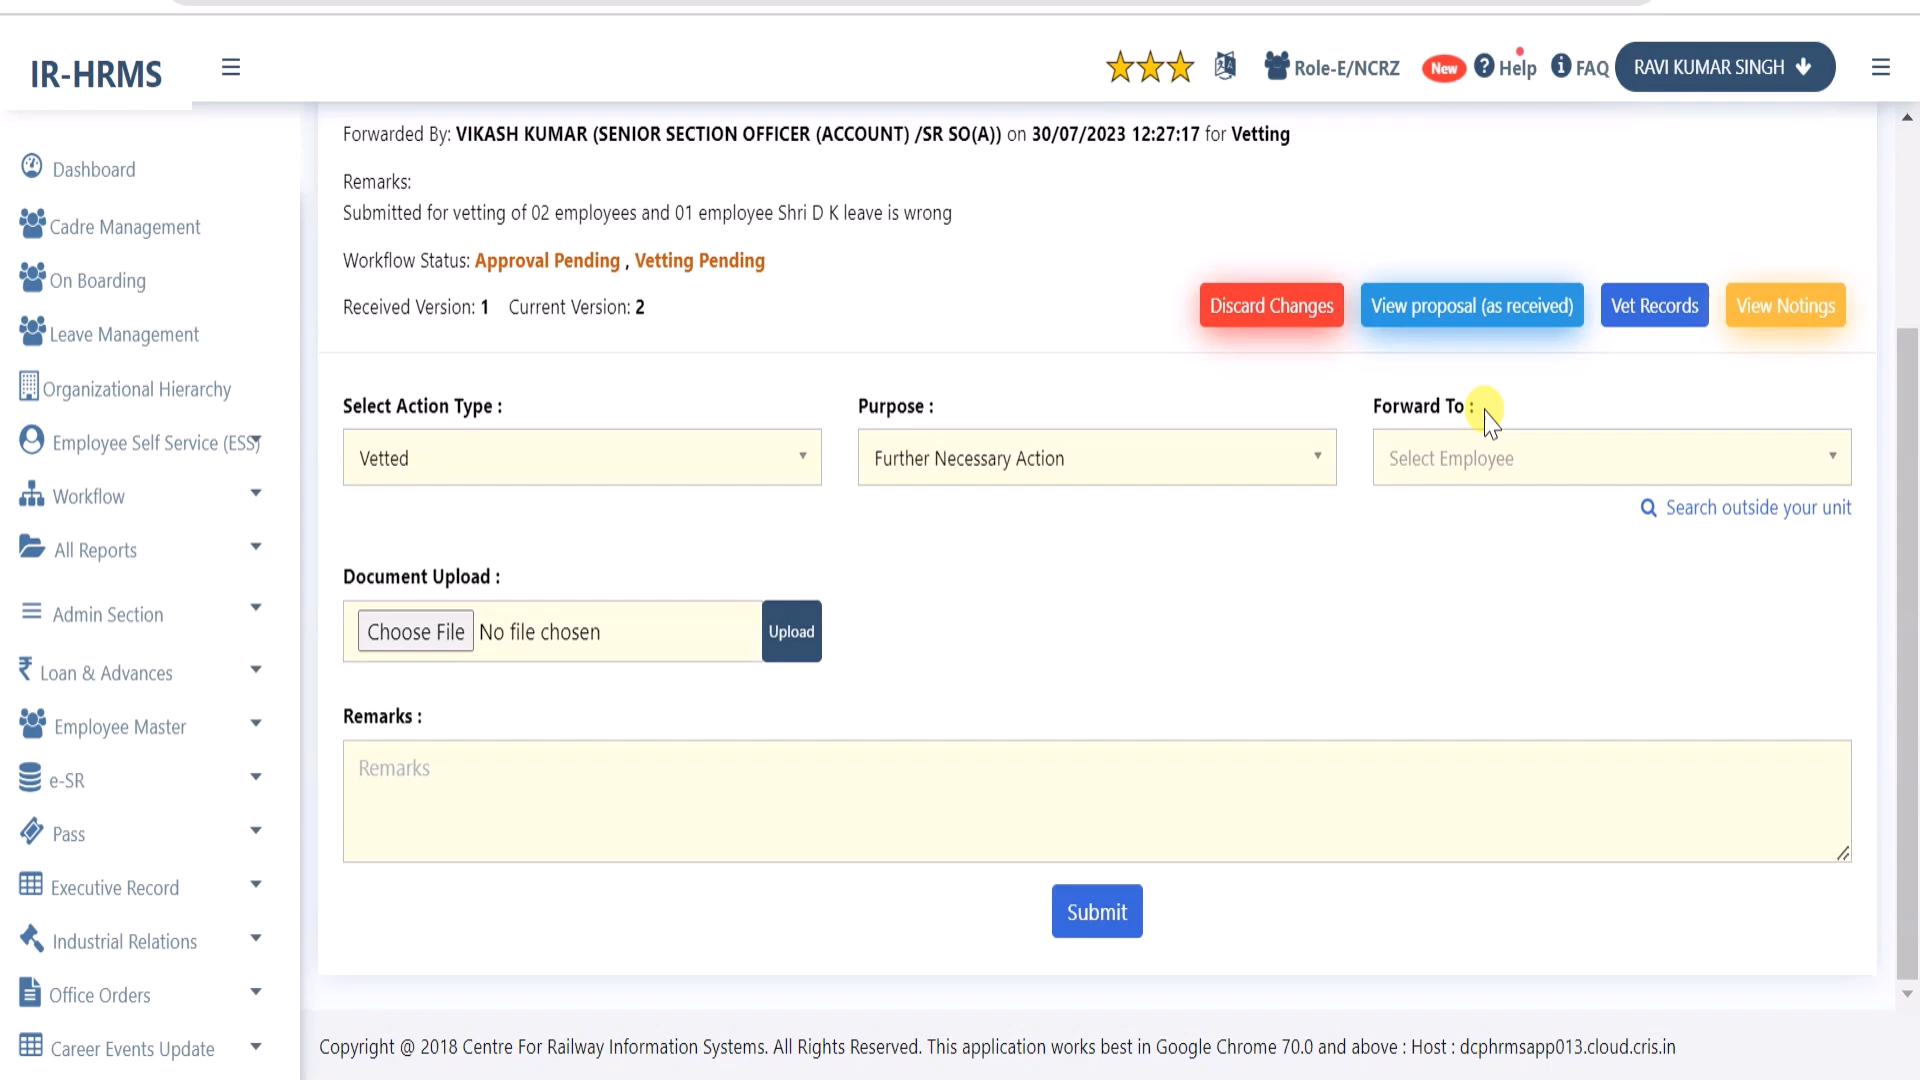 IR-HRMS
Role-E/NCRZ
New
Help
FAQ
RAVI KUMAR SINGH
Dashboard
Cadre Management
On Boarding
Leave Management
Organizational Hierarchy
Employee Self Service (ESS)
Workflow
All Reports
Admin Section
Loan & Advances
Employee Master
e-SR
Pass
Executive Record
Industrial Relations
Office Orders
Career Events Update
Forwarded By: VIKASH KUMAR (SENIOR SECTION OFFICER (ACCOUNT) /SR SO(A)) on 30/07/2023 12:27:17 for Vetting
Remarks:
Submitted for vetting of 02 employees and 01 employee Shri D K leave is wrong
Workflow Status: Approval Pending , Vetting Pending
Received Version: 1 Current Version: 2
Discard Changes
View proposal (as received)
Vet Records
View Notings
Select Action Type :
Vetted
Purpose :
Further Necessary Action
Forward To :
Select Employee
Search outside your unit
Document Upload :
Choose File No file chosen
Upload
Remarks :
Remarks
Submit
Copyright @ 2018 Centre For Railway Information Systems. All Rights Reserved. This application works best in Google Chrome 70.0 and above : Host : dcphrmsapp013.cloud.cris.in